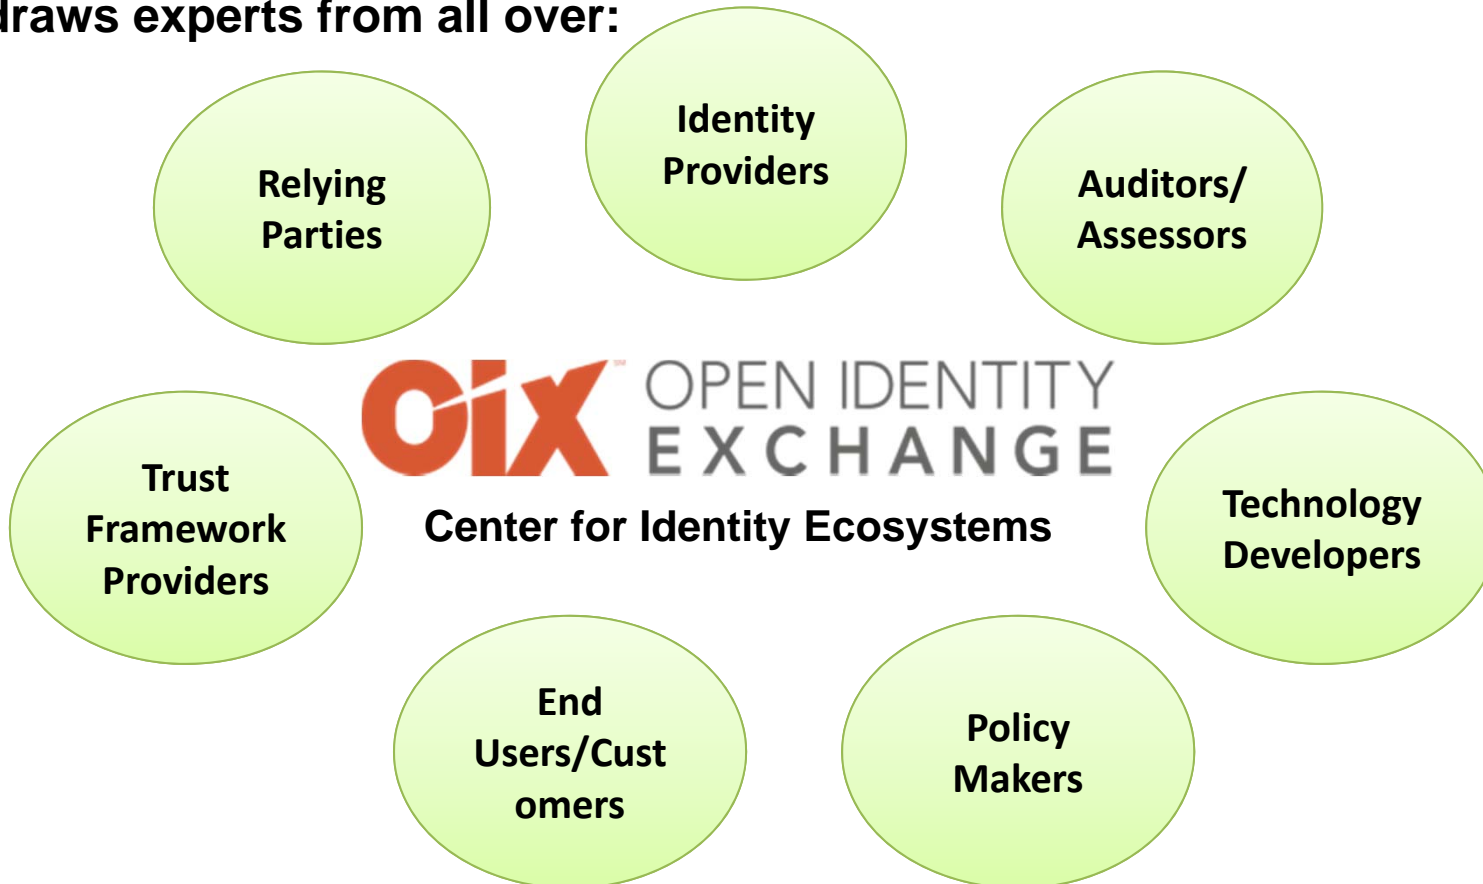 draws experts from all over:
Identity
Providers
Relying
Parties
Auditors/
Assessors
OIX SM OPEN IDENTITY
EXCHANGE
Trust
Framework
Providers
Center for Identity Ecosystems
Technology
Developers
End
Users/Cust
omers
Policy
Makers